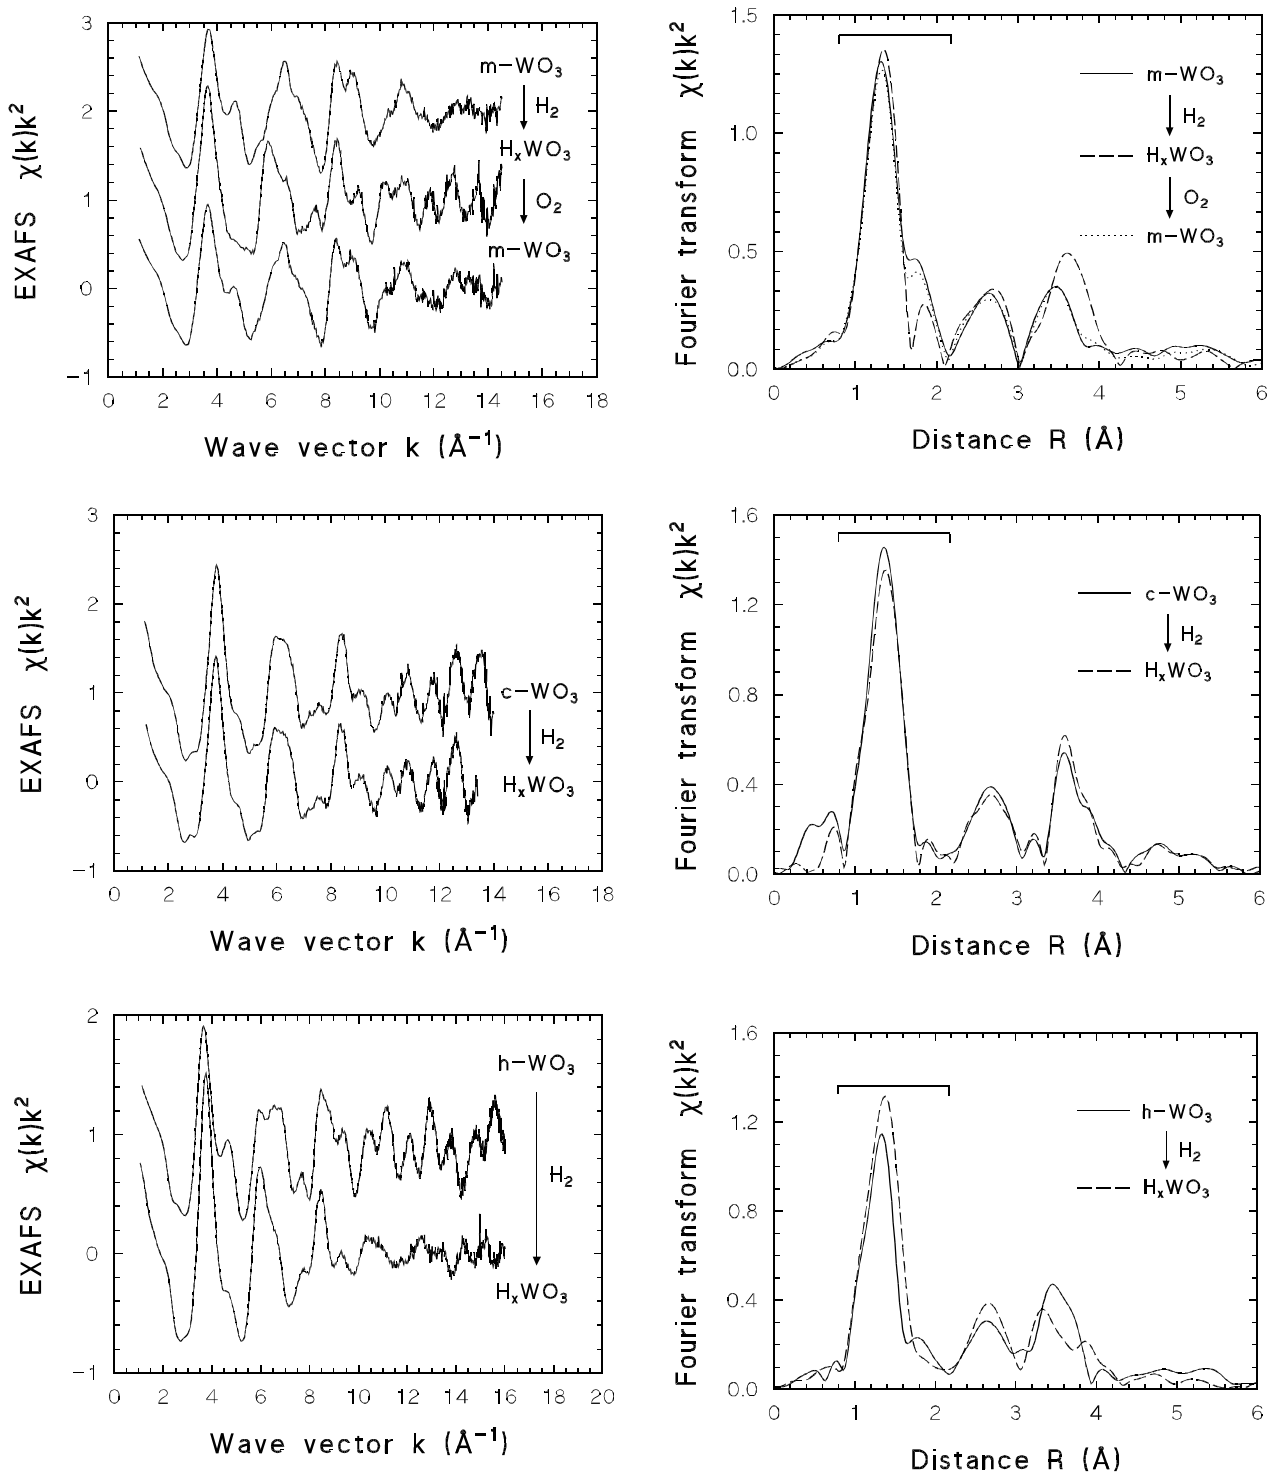 EXAFS χ(k)k²
3
2
1
0
−1
m−WO₃
H₂
HₓWO₃
O₂
m−WO₃
0 2 4 6 8 10 12 14 16 18
Wave vector k (Å⁻¹)
Fourier transform χ(k)k²
1.5
1.0
0.5
0.0
m−WO₃
H₂
HₓWO₃
O₂
m−WO₃
0 1 2 3 4 5 6
Distance R (Å)
EXAFS χ(k)k²
3
2
1
0
−1
c−WO₃
H₂
HₓWO₃
0 2 4 6 8 10 12 14 16 18
Wave vector k (Å⁻¹)
Fourier transform χ(k)k²
1.6
1.2
0.8
0.4
0.0
c−WO₃
H₂
HₓWO₃
0 1 2 3 4 5 6
Distance R (Å)
EXAFS χ(k)k²
2
1
0
−1
h−WO₃
H₂
HₓWO₃
0 2 4 6 8 10 12 14 16 18 20
Wave vector k (Å⁻¹)
Fourier transform χ(k)k²
1.6
1.2
0.8
0.4
0.0
h−WO₃
H₂
HₓWO₃
0 1 2 3 4 5 6
Distance R (Å)